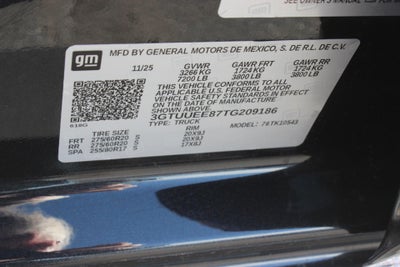 SEE OWNER'S MANUAL
gm
MFD BY GENERAL MOTORS DE MEXICO, S. DE R.L. DE C.V.
11/25 GVWR GAWR FRT GAWR RR
3266 KG 1724 KG 1724 KG
7200 LB 3800 LB 3800 LB
THIS VEHICLE CONFORMS TO ALL
APPLICABLE U.S. FEDERAL MOTOR
VEHICLE SAFETY STANDARDS IN EFFECT
ON THE DATE OF MANUFACTURE
SHOWN ABOVE.
3GTUUEE87TG209186
TYPE: TRUCK MODEL: 76TK10543
TIRE SIZE RIM
FRT 275/60R20 S 20X9J
RR 275/60R20 S 20X9J
SPA 255/80R17 S 17X8J